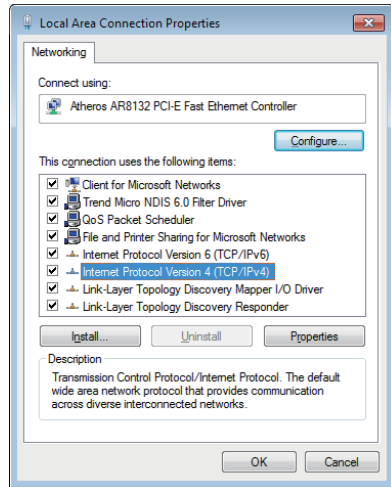 Local Area Connection Properties
Networking
Connect using:
Atheros AR8132 PCI-E Fast Ethernet Controller
Configure...
This connection uses the following items:
Client for Microsoft Networks
Trend Micro NDIS 6.0 Filter Driver
QoS Packet Scheduler
File and Printer Sharing for Microsoft Networks
Internet Protocol Version 6 (TCP/IPv6)
Internet Protocol Version 4 (TCP/IPv4)
Link-Layer Topology Discovery Mapper I/O Driver
Link-Layer Topology Discovery Responder
Install... Uninstall Properties
Description
Transmission Control Protocol/Internet Protocol. The default
wide area network protocol that provides communication
across diverse interconnected networks.
OK Cancel